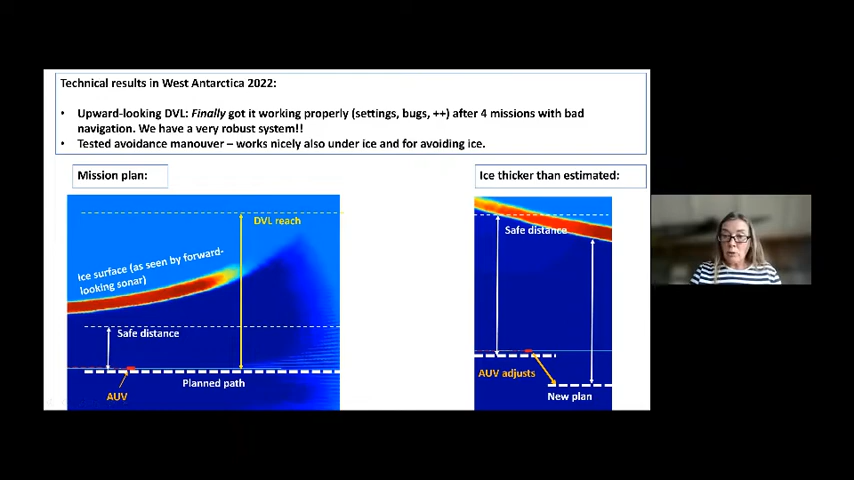 Technical results in West Antarctica 2022:
• Upward-looking DVL: Finally got it working properly (settings, bugs, ++) after 4 missions with bad
navigation. We have a very robust system!!
• Tested avoidance manouver – works nicely also under ice and for avoiding ice.
Mission plan:
DVL reach
Ice surface (as seen by forward-
looking sonar)
Safe distance
Planned path
AUV
Ice thicker than estimated:
Safe distance
AUV adjusts
New plan